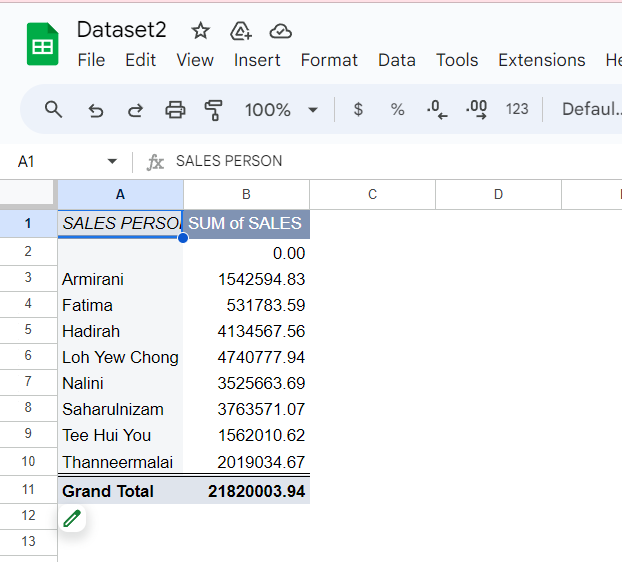 Dataset2
File Edit View Insert Format Data Tools Extensions He
100% $ % .0 .00 123 Defaul...
A1 fx SALES PERSON
A B C D
1 SALES PERSO SUM of SALES
2 0.00
3 Armirani 1542594.83
4 Fatima 531783.59
5 Hadirah 4134567.56
6 Loh Yew Chong 4740777.94
7 Nalini 3525663.69
8 Saharulnizam 3763571.07
9 Tee Hui You 1562010.62
10 Thanneermalai 2019034.67
11 Grand Total 21820003.94
12
13